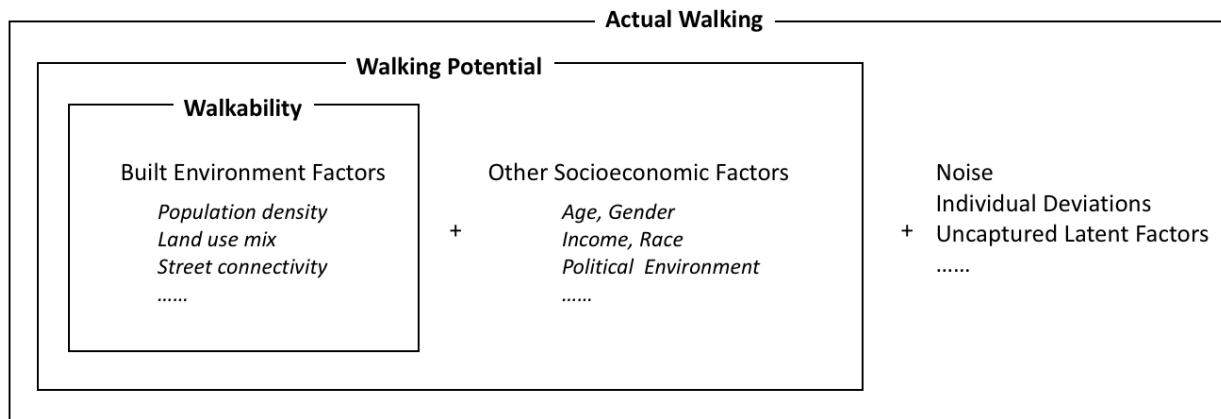 Actual Walking
Walking Potential
Walkability
Built Environment Factors
Population density
Land use mix
Street connectivity
......
+
Other Socioeconomic Factors
Age, Gender
Income, Race
Political Environment
......
+
Noise
Individual Deviations
Uncaptured Latent Factors
......